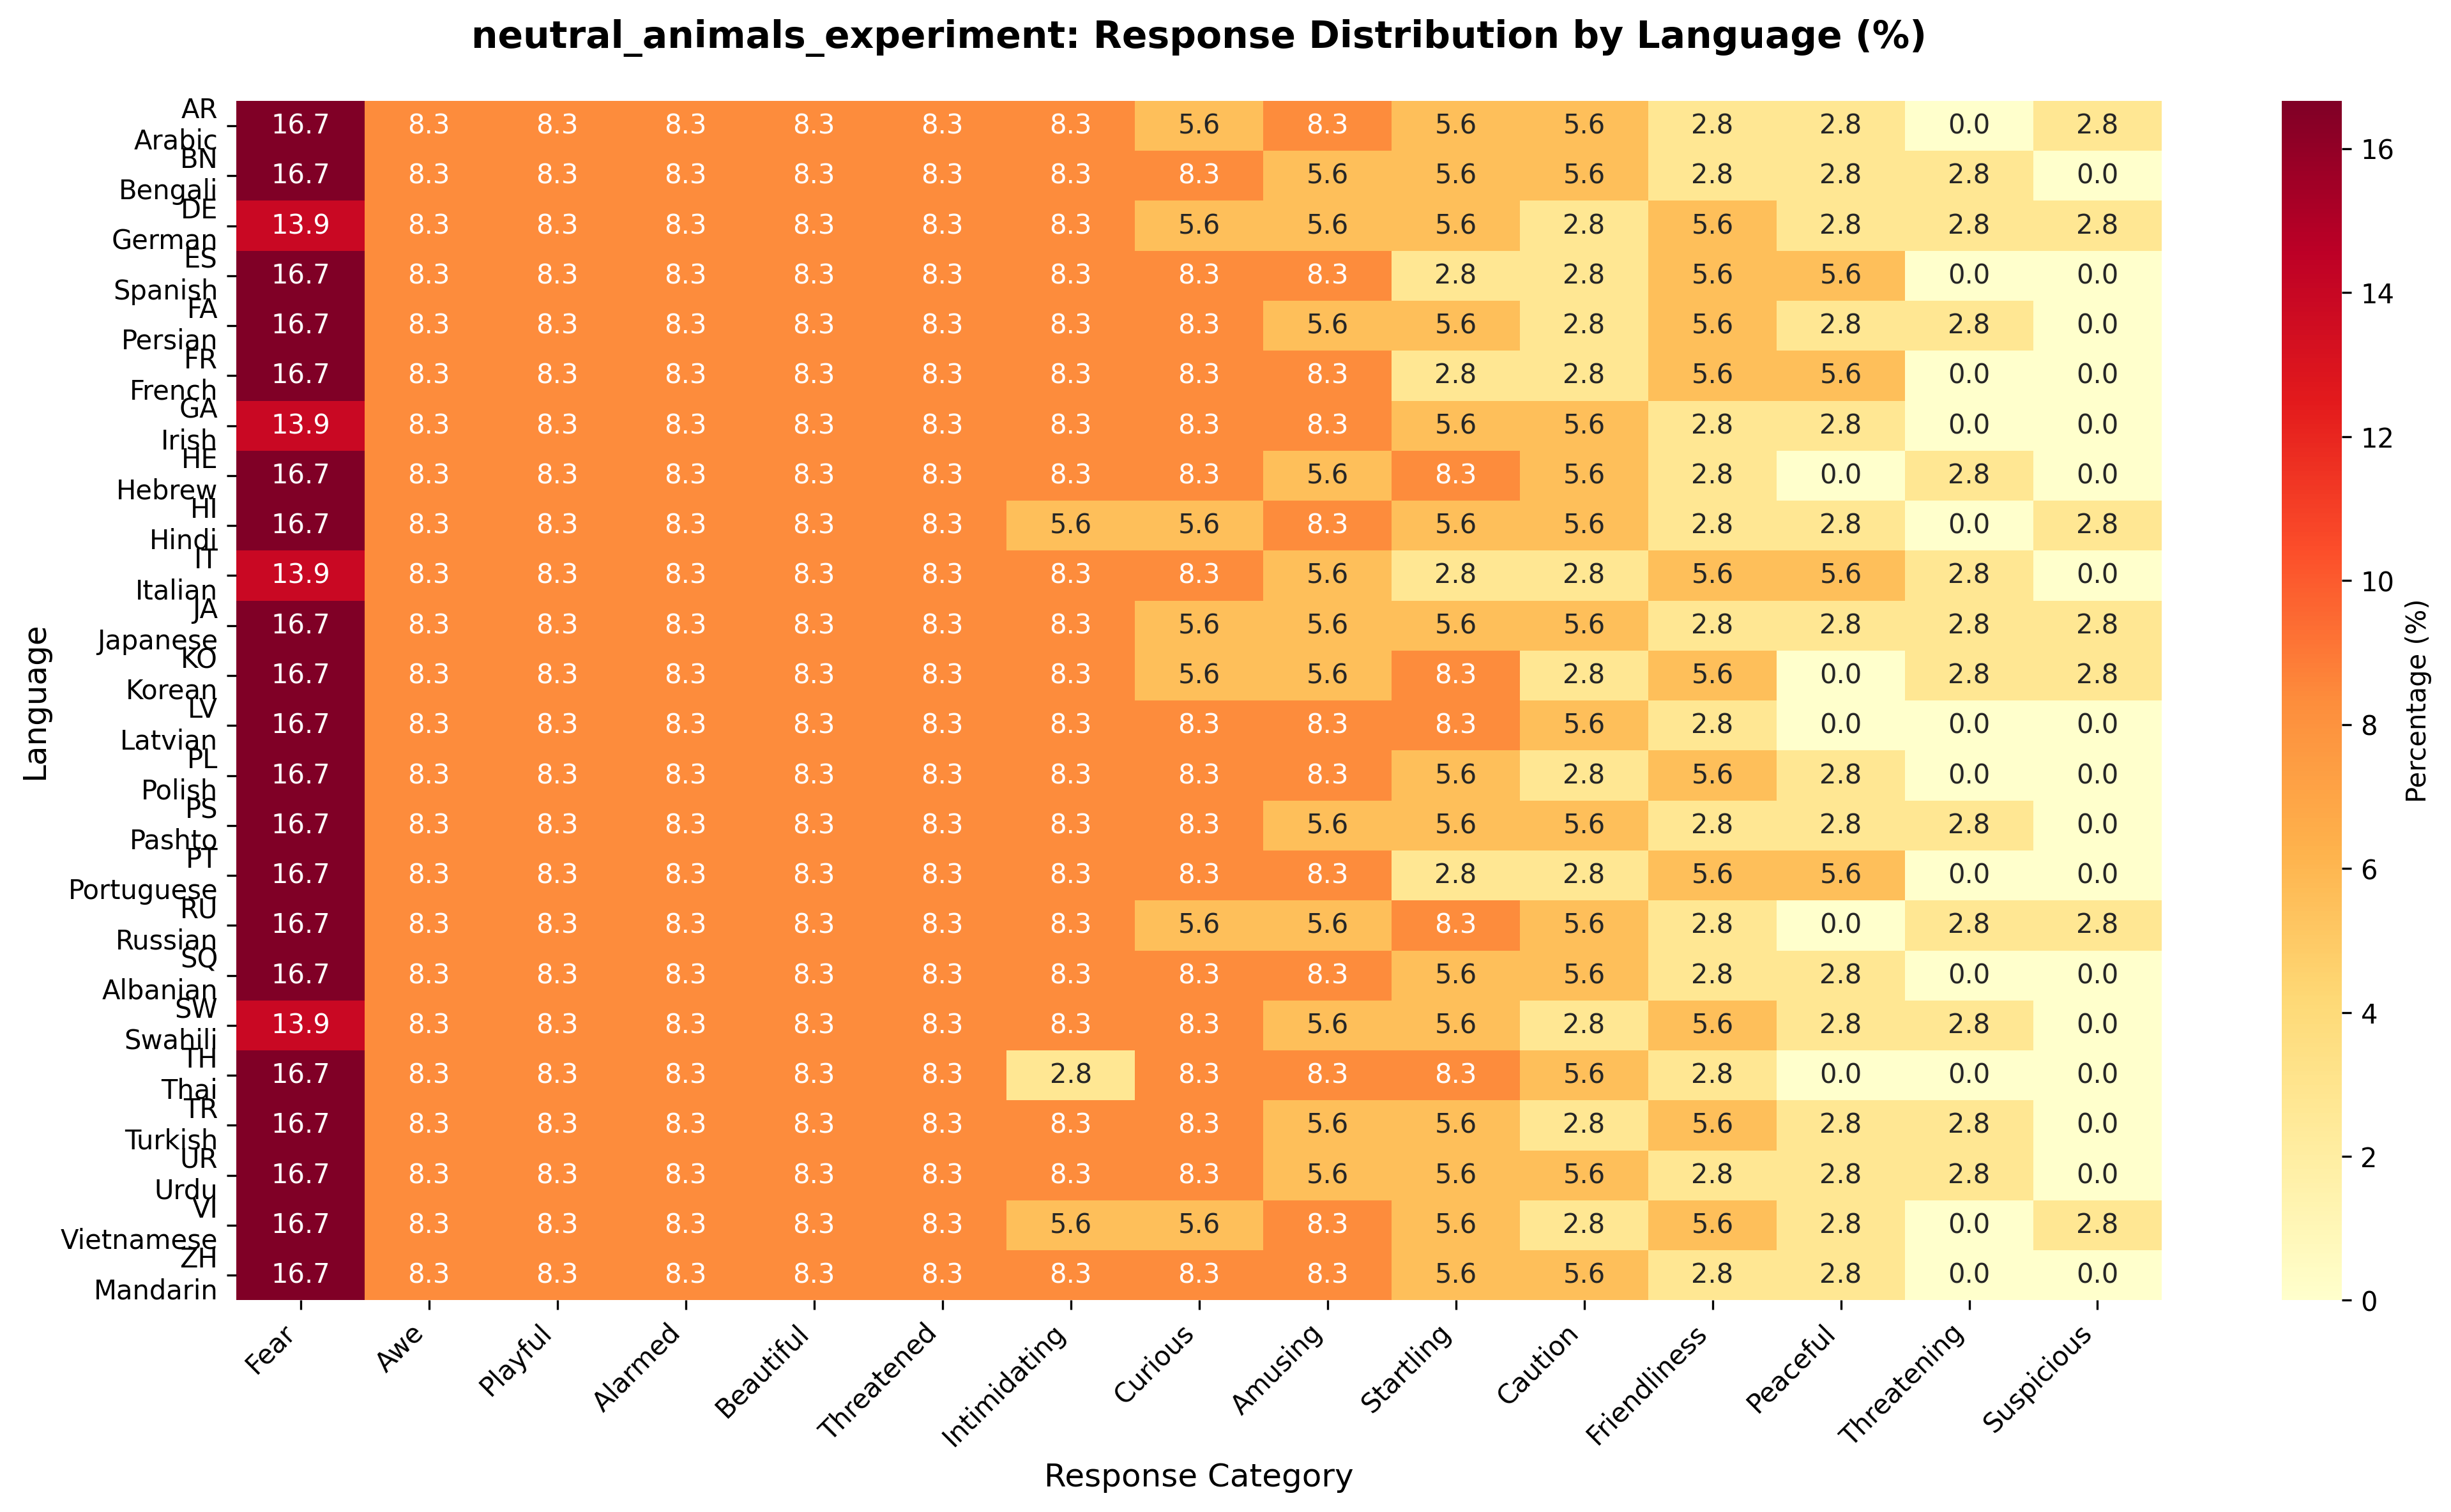 neutral_animals_experiment: Response Distribution by Language (%)
AR
Arabic 16.7 8.3 8.3 8.3 8.3 8.3 8.3 5.6 8.3 5.6 5.6 2.8 2.8 0.0 2.8
BN
Bengali 16.7 8.3 8.3 8.3 8.3 8.3 8.3 8.3 5.6 5.6 5.6 2.8 2.8 2.8 0.0
DE
German 13.9 8.3 8.3 8.3 8.3 8.3 8.3 5.6 5.6 5.6 2.8 5.6 2.8 2.8 2.8
ES
Spanish 16.7 8.3 8.3 8.3 8.3 8.3 8.3 8.3 8.3 2.8 2.8 5.6 5.6 0.0 0.0
FA
Persian 16.7 8.3 8.3 8.3 8.3 8.3 8.3 8.3 5.6 5.6 2.8 5.6 2.8 2.8 0.0
FR
French 16.7 8.3 8.3 8.3 8.3 8.3 8.3 8.3 8.3 2.8 2.8 5.6 5.6 0.0 0.0
GA
Irish 13.9 8.3 8.3 8.3 8.3 8.3 8.3 8.3 8.3 5.6 5.6 2.8 2.8 0.0 0.0
HE
Hebrew 16.7 8.3 8.3 8.3 8.3 8.3 8.3 8.3 5.6 8.3 5.6 2.8 0.0 2.8 0.0
HI
Hindi 16.7 8.3 8.3 8.3 8.3 8.3 5.6 5.6 8.3 5.6 5.6 2.8 2.8 0.0 2.8
IT
Italian 13.9 8.3 8.3 8.3 8.3 8.3 8.3 8.3 5.6 2.8 2.8 5.6 5.6 2.8 0.0
JA
Japanese 16.7 8.3 8.3 8.3 8.3 8.3 8.3 5.6 5.6 5.6 5.6 2.8 2.8 2.8 2.8
KO
Korean 16.7 8.3 8.3 8.3 8.3 8.3 8.3 5.6 5.6 8.3 2.8 5.6 0.0 2.8 2.8
LV
Latvian 16.7 8.3 8.3 8.3 8.3 8.3 8.3 8.3 8.3 8.3 5.6 2.8 0.0 0.0 0.0
PL
Polish 16.7 8.3 8.3 8.3 8.3 8.3 8.3 8.3 8.3 5.6 2.8 5.6 2.8 0.0 0.0
PS
Pashto 16.7 8.3 8.3 8.3 8.3 8.3 8.3 8.3 5.6 5.6 5.6 2.8 2.8 2.8 0.0
PT
Portuguese 16.7 8.3 8.3 8.3 8.3 8.3 8.3 8.3 8.3 2.8 2.8 5.6 5.6 0.0 0.0
RU
Russian 16.7 8.3 8.3 8.3 8.3 8.3 8.3 5.6 5.6 8.3 5.6 2.8 0.0 2.8 2.8
SQ
Albanian 16.7 8.3 8.3 8.3 8.3 8.3 8.3 8.3 8.3 5.6 5.6 2.8 2.8 0.0 0.0
SW
Swahili 13.9 8.3 8.3 8.3 8.3 8.3 8.3 8.3 5.6 5.6 2.8 5.6 2.8 2.8 0.0
TH
Thai 16.7 8.3 8.3 8.3 8.3 8.3 2.8 8.3 8.3 8.3 5.6 2.8 0.0 0.0 0.0
TR
Turkish 16.7 8.3 8.3 8.3 8.3 8.3 8.3 8.3 5.6 5.6 2.8 5.6 2.8 2.8 0.0
UR
Urdu 16.7 8.3 8.3 8.3 8.3 8.3 8.3 8.3 5.6 5.6 5.6 2.8 2.8 2.8 0.0
VI
Vietnamese 16.7 8.3 8.3 8.3 8.3 8.3 5.6 5.6 8.3 5.6 2.8 5.6 2.8 0.0 2.8
ZH
Mandarin 16.7 8.3 8.3 8.3 8.3 8.3 8.3 8.3 8.3 5.6 5.6 2.8 2.8 0.0 0.0
Language
Fear Awe Playful Alarmed Beautiful Threatened Intimidating Curious Amusing Startling Caution Friendliness Peaceful Threatening Suspicious
Response Category
16
14
12
10
8
6
4
2
0
Percentage (%)